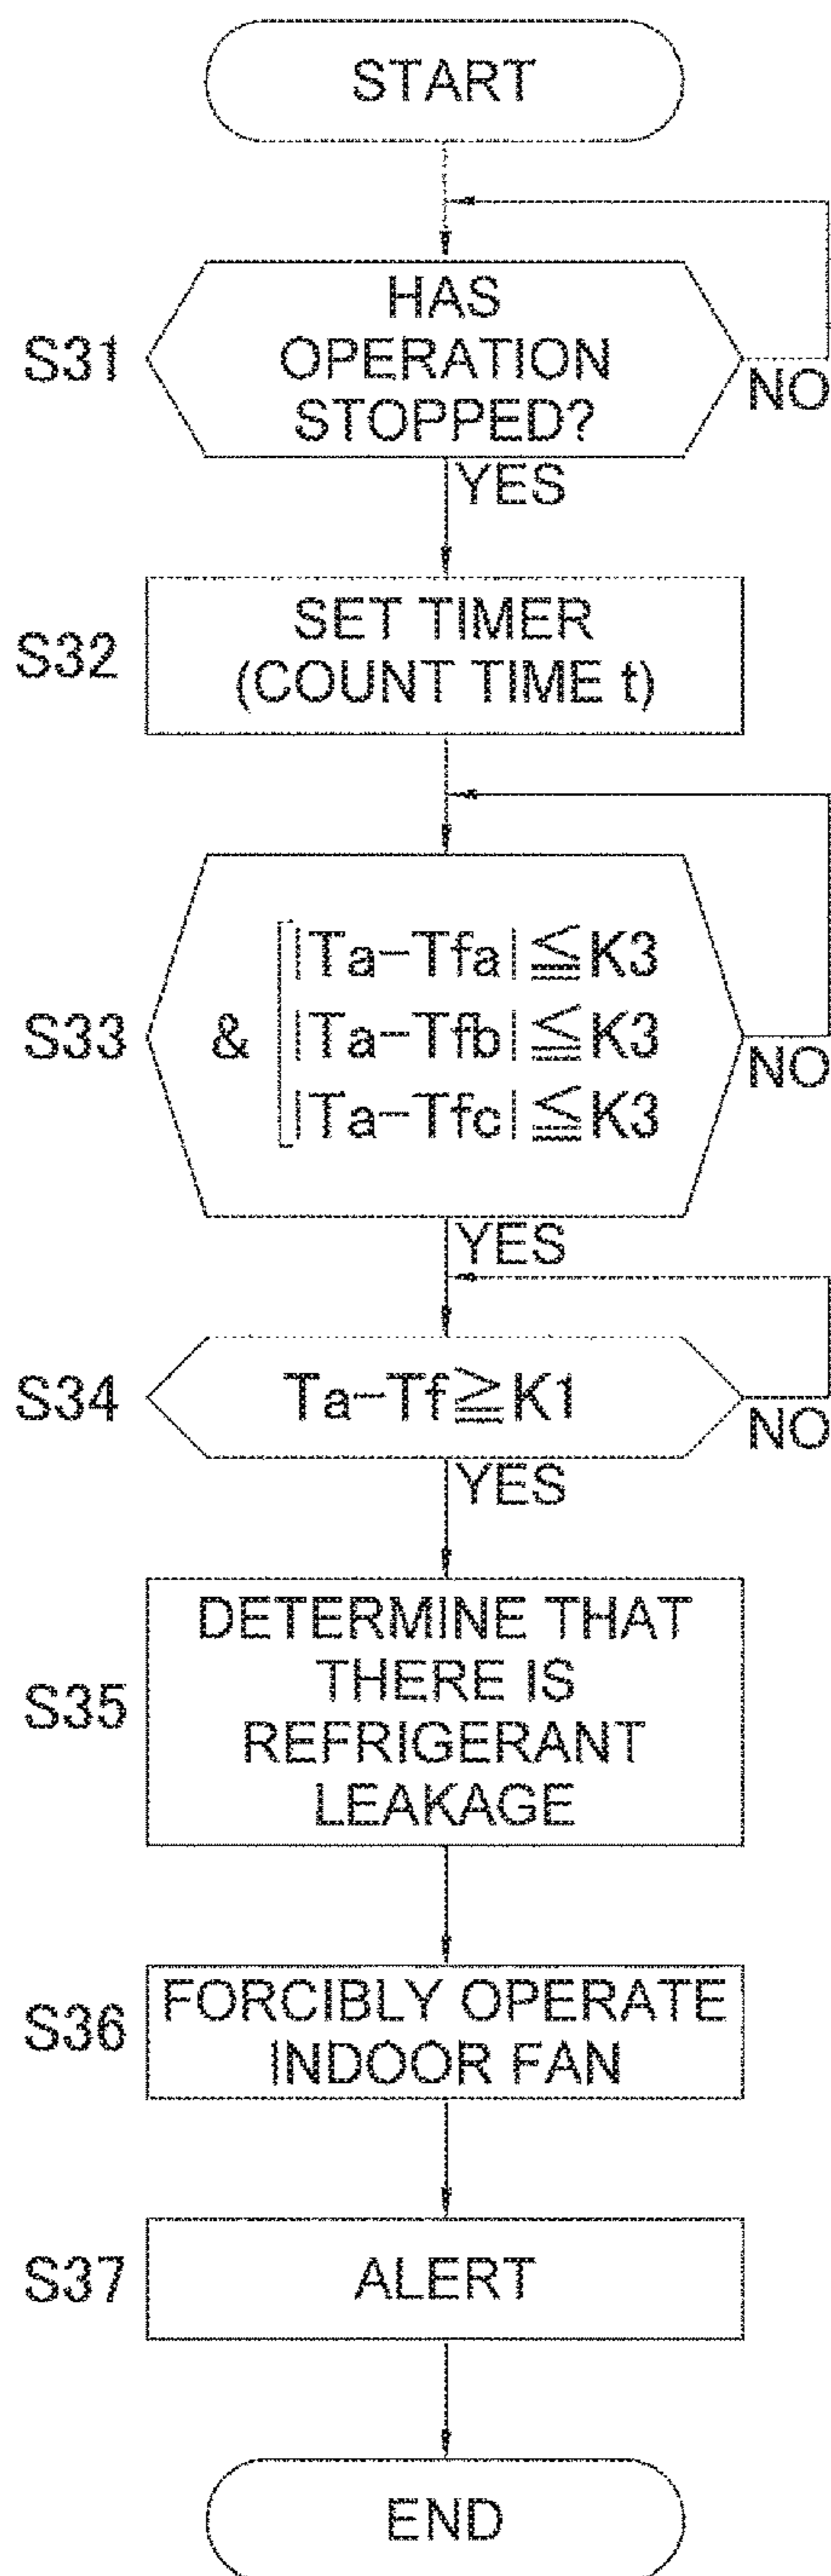 START
S31
HAS
OPERATION
STOPPED?
NO
YES
S32
SET TIMER
(COUNT TIME t)
S33
&
|Ta-Tfa|≦K3
|Ta-Tfb|≦K3
|Ta-Tfc|≦K3
NO
YES
S34
Ta-Tf≧K1
NO
YES
S35
DETERMINE THAT
THERE IS
REFRIGERANT
LEAKAGE
S36
FORCIBLY OPERATE
INDOOR FAN
S37
ALERT
END